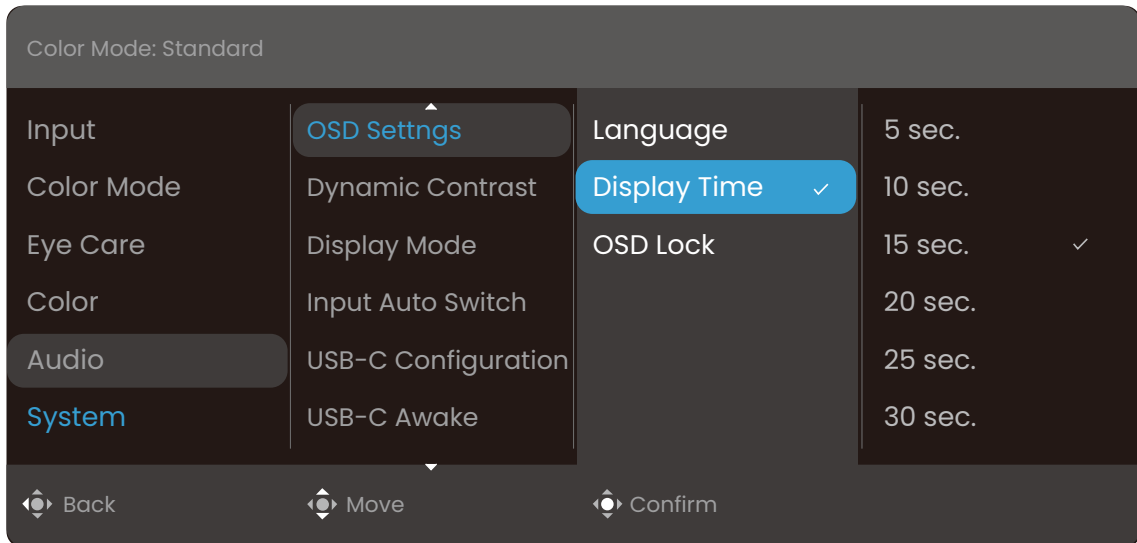 Color Mode: Standard
Input
Color Mode
Eye Care
Color
Audio
System
OSD Settngs
Dynamic Contrast
Display Mode
Input Auto Switch
USB-C Configuration
USB-C Awake
Language
Display Time
OSD Lock
5 sec.
10 sec.
15 sec.
20 sec.
25 sec.
30 sec.
Back
Move
Confirm